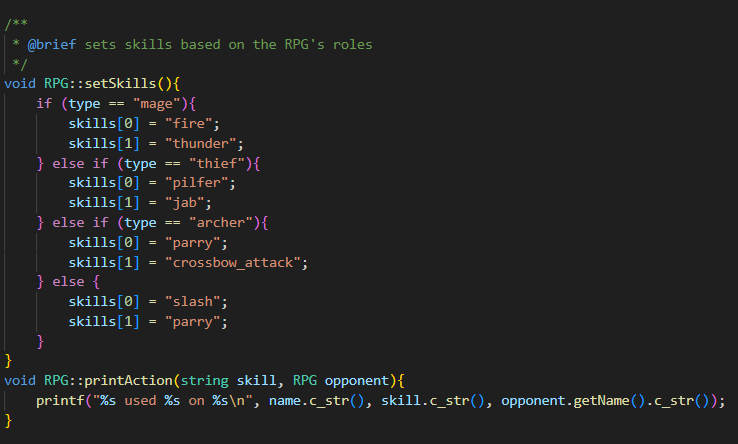 /**
 * @brief sets skills based on the RPG's roles
 */
void RPG::setSkills(){
    if (type == "mage"){
        skills[0] = "fire";
        skills[1] = "thunder";
    } else if (type == "thief"){
        skills[0] = "pilfer";
        skills[1] = "jab";
    } else if (type == "archer"){
        skills[0] = "parry";
        skills[1] = "crossbow_attack";
    } else {
        skills[0] = "slash";
        skills[1] = "parry";
    }
}
void RPG::printAction(string skill, RPG opponent){
    printf("%s used %s on %s\n", name.c_str(), skill.c_str(), opponent.getName().c_str());
}